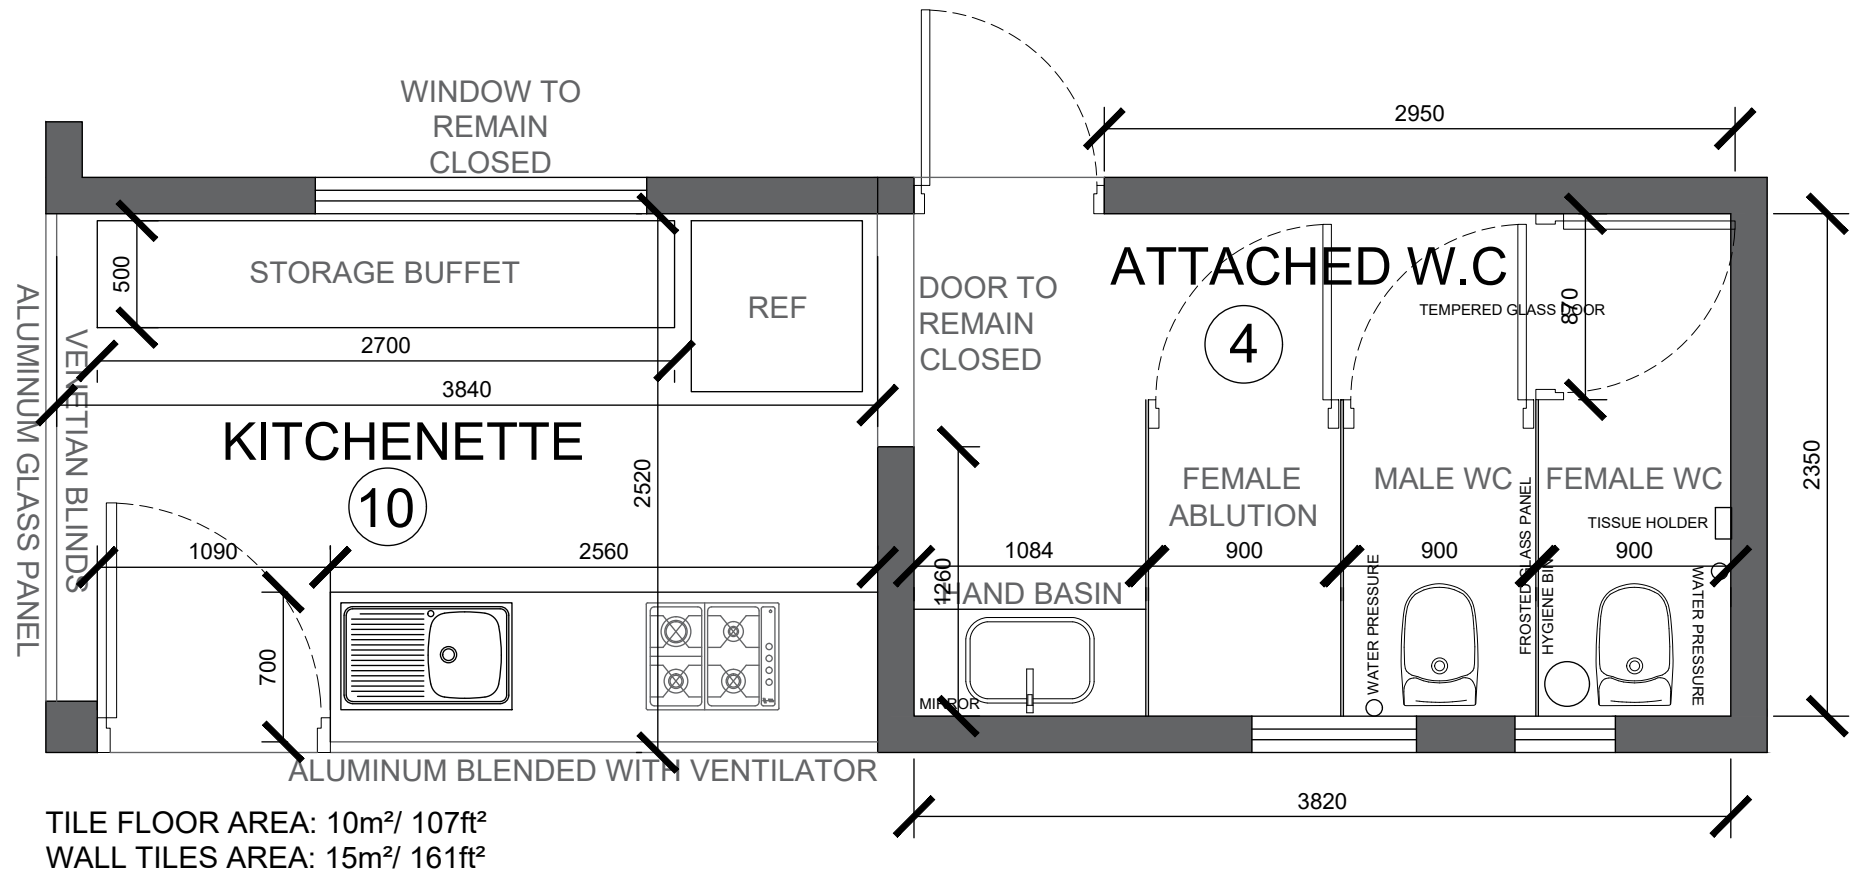 WINDOW TO
REMAIN
CLOSED
2950
STORAGE BUFFET
500
REF
2700
3840
ALUMINUM GLASS PANEL
VENETIAN BLINDS
KITCHENETTE
10
2520
1090
2560
700
ALUMINUM BLENDED WITH VENTILATOR
DOOR TO
REMAIN
CLOSED
ATTACHED W.C
4
TEMPERED GLASS DOOR
870
2350
FEMALE
ABLUTION
MALE WC
FEMALE WC
TISSUE HOLDER
1084
900
900
900
1260
HAND BASIN
MIRROR
WATER PRESSURE
FROSTED GLASS PANEL
HYGIENE BIN
WATER PRESSURE
3820
TILE FLOOR AREA: 10m²/ 107ft²
WALL TILES AREA: 15m²/ 161ft²